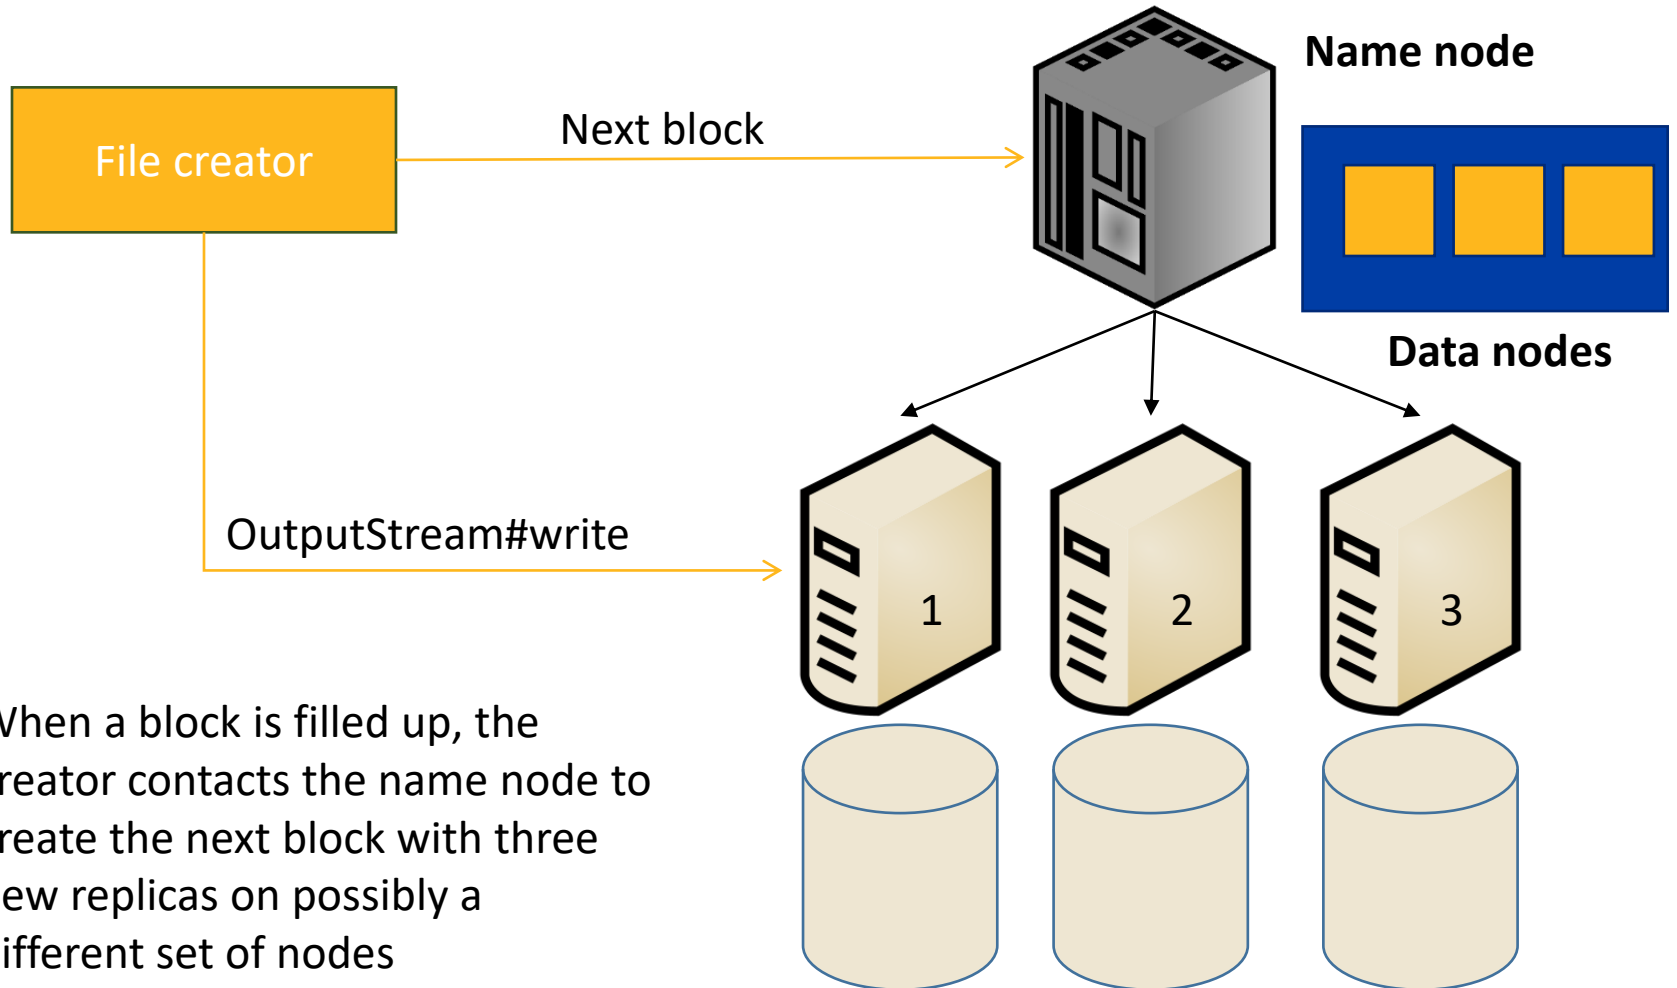 Name node
File creator
Next block
Data nodes
OutputStream#write
1
2
3
When a block is filled up, the
reator contacts the name node to
reate the next block with three
ew replicas on possibly a
ifferent set of nodes